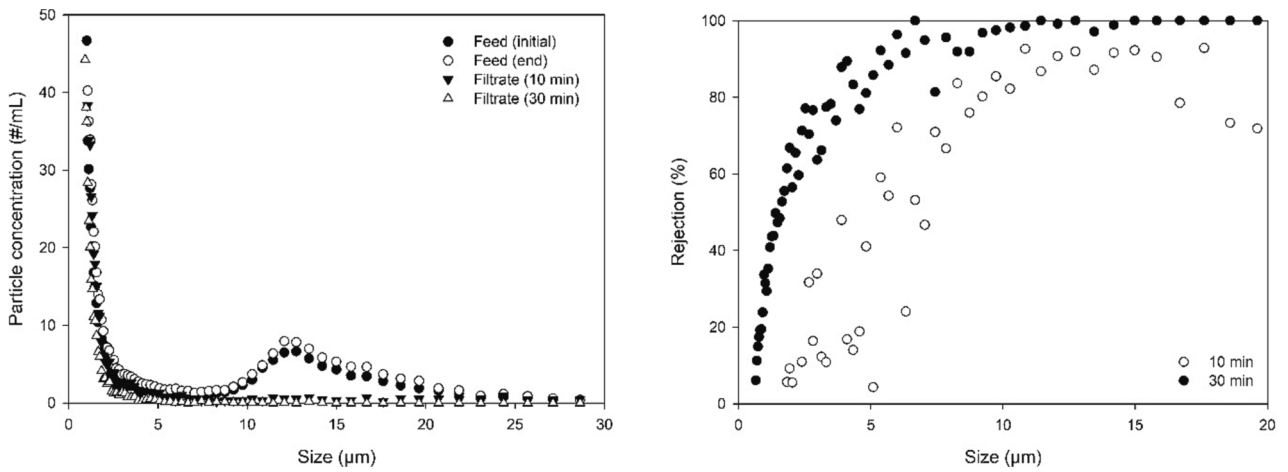 Particle concentration (#/mL)
50
40
30
20
10
0
Feed (initial)
Feed (end)
Filtrate (10 min)
Filtrate (30 min)
0 5 10 15 20 25 30
Size (µm)
Rejection (%)
100
80
60
40
20
0
10 min
30 min
0 5 10 15 20
Size (µm)